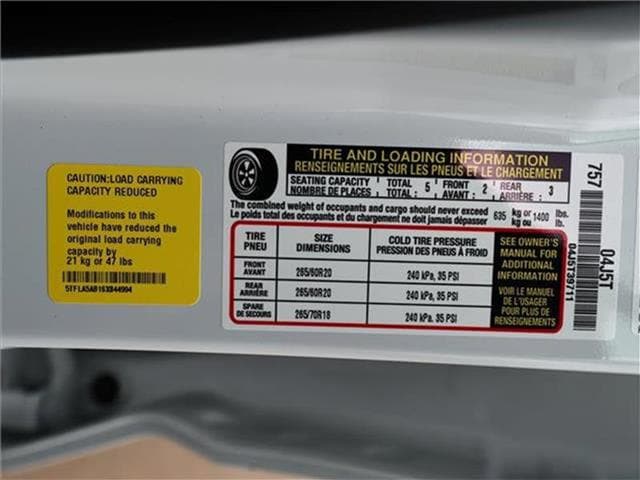 CAUTION:LOAD CARRYING
CAPACITY REDUCED
Modifications to this
vehicle have reduced the
original load carrying
capacity by
21 kg or 47 lbs
TIRE AND LOADING INFORMATION
RENSEIGNEMENTS SUR LES PNEUS ET LE CHARGEMENT
SEATING CAPACITY TOTAL 5 FRONT 2 REAR 3
NOMBRE DE PLACES TOTAL : AVANT : ARRIÈRE :
The combined weight of occupants and cargo should never exceed 635 kg or 1400 lbs.
Le poids total des occupants et du chargement ne doit jamais dépasser kg ou lb.
TIRE SIZE COLD TIRE PRESSURE
PNEU DIMENSIONS PRESSION DES PNEUS À FROID
FRONT
AVANT 265/60R20 240 kPa, 35 PSI
REAR
ARRIÈRE 265/60R20 240 kPa, 35 PSI
SPARE
DE SECOURS 265/70R18 240 kPa, 35 PSI
SEE OWNER'S
MANUAL FOR
ADDITIONAL
INFORMATION
VOIR LE MANUEL
DE L'USAGER
POUR PLUS DE
RENSEIGNEMENTS
757
04J5T